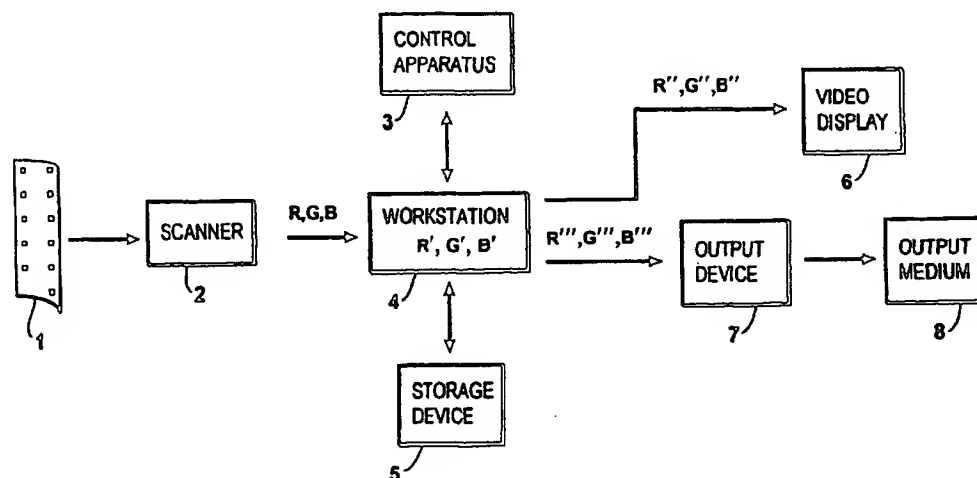 CONTROL
APPARATUS
3
R'',G'',B''
VIDEO
DISPLAY
6
1
SCANNER
2
R,G,B
WORKSTATION
R', G', B'
4
R''',G''',B'''
OUTPUT
DEVICE
7
OUTPUT
MEDIUM
8
STORAGE
DEVICE
5